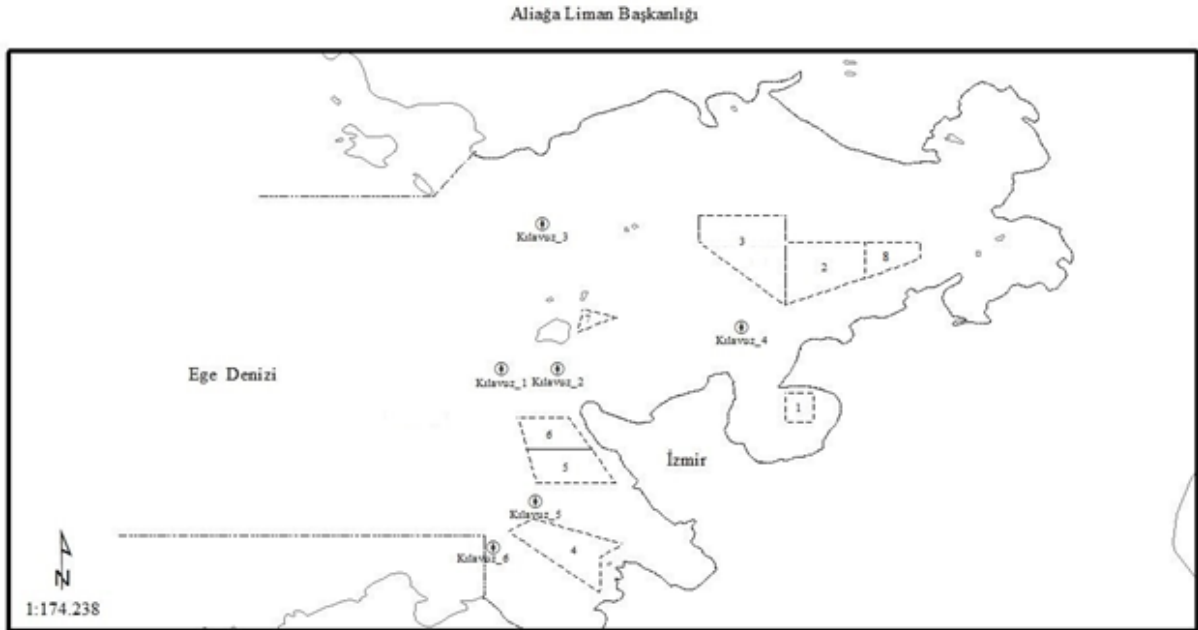 Aliağa Liman Başkanlığı
Kılavuz_3
3
2
8
7
Kılavuz_4
Ege Denizi
Kılavuz_1
Kılavuz_2
1
6
İzmir
5
Kılavuz_5
4
Kılavuz_6
N
1:174.238